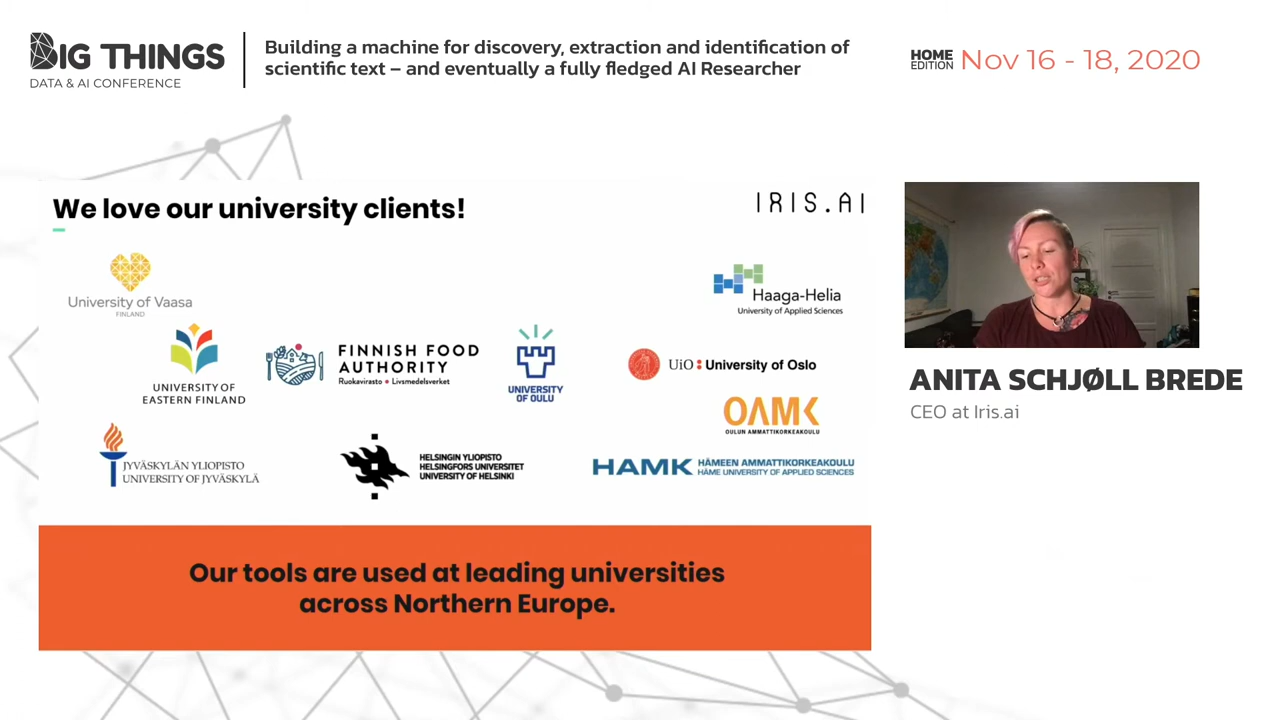 BIG THINGS
DATA & AI CONFERENCE
Building a machine for discovery, extraction and identification of
scientific text – and eventually a fully fledged AI Researcher
HOME
EDITION
Nov 16 - 18, 2020
We love our university clients!
IRIS.AI
University of Vaasa
FINLAND
Haaga-Helia
University of Applied Sciences
UNIVERSITY OF
EASTERN FINLAND
FINNISH FOOD
AUTHORITY
Ruokavirasto • Livsmedelsverket
UNIVERSITY
OF OULU
UiO : University of Oslo
OAMK
OULUN AMMATTIKORKEAKOULU
JYVÄSKYLÄN YLIOPISTO
UNIVERSITY OF JYVÄSKYLÄ
HELSINGIN YLIOPISTO
HELSINGFORS UNIVERSITET
UNIVERSITY OF HELSINKI
HAMK HÄMEEN AMMATTIKORKEAKOULU
HÄME UNIVERSITY OF APPLIED SCIENCES
Our tools are used at leading universities
across Northern Europe.
ANITA SCHJØLL BREDE
CEO at Iris.ai